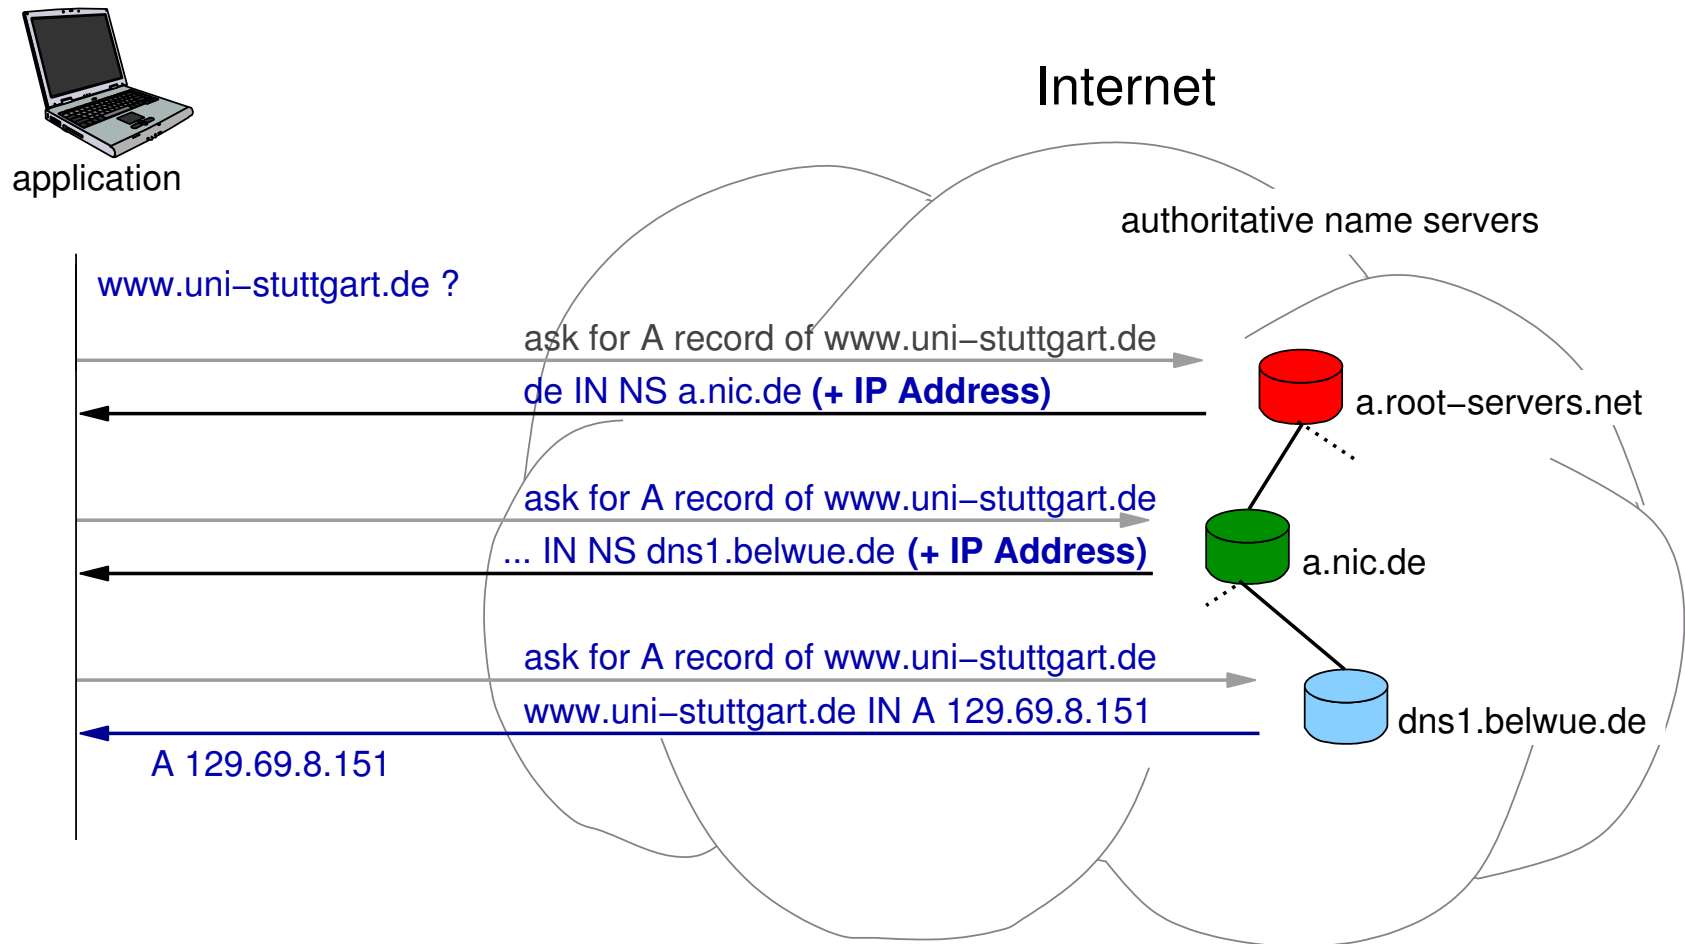 Internet
application
authoritative name servers
www.uni−stuttgart.de ?
ask for A record of www.uni−stuttgart.de
de IN NS a.nic.de (+ IP Address)
a.root−servers.net
ask for A record of www.uni−stuttgart.de
... IN NS dns1.belwue.de (+ IP Address)
a.nic.de
ask for A record of www.uni−stuttgart.de
www.uni−stuttgart.de IN A 129.69.8.151
dns1.belwue.de
A 129.69.8.151